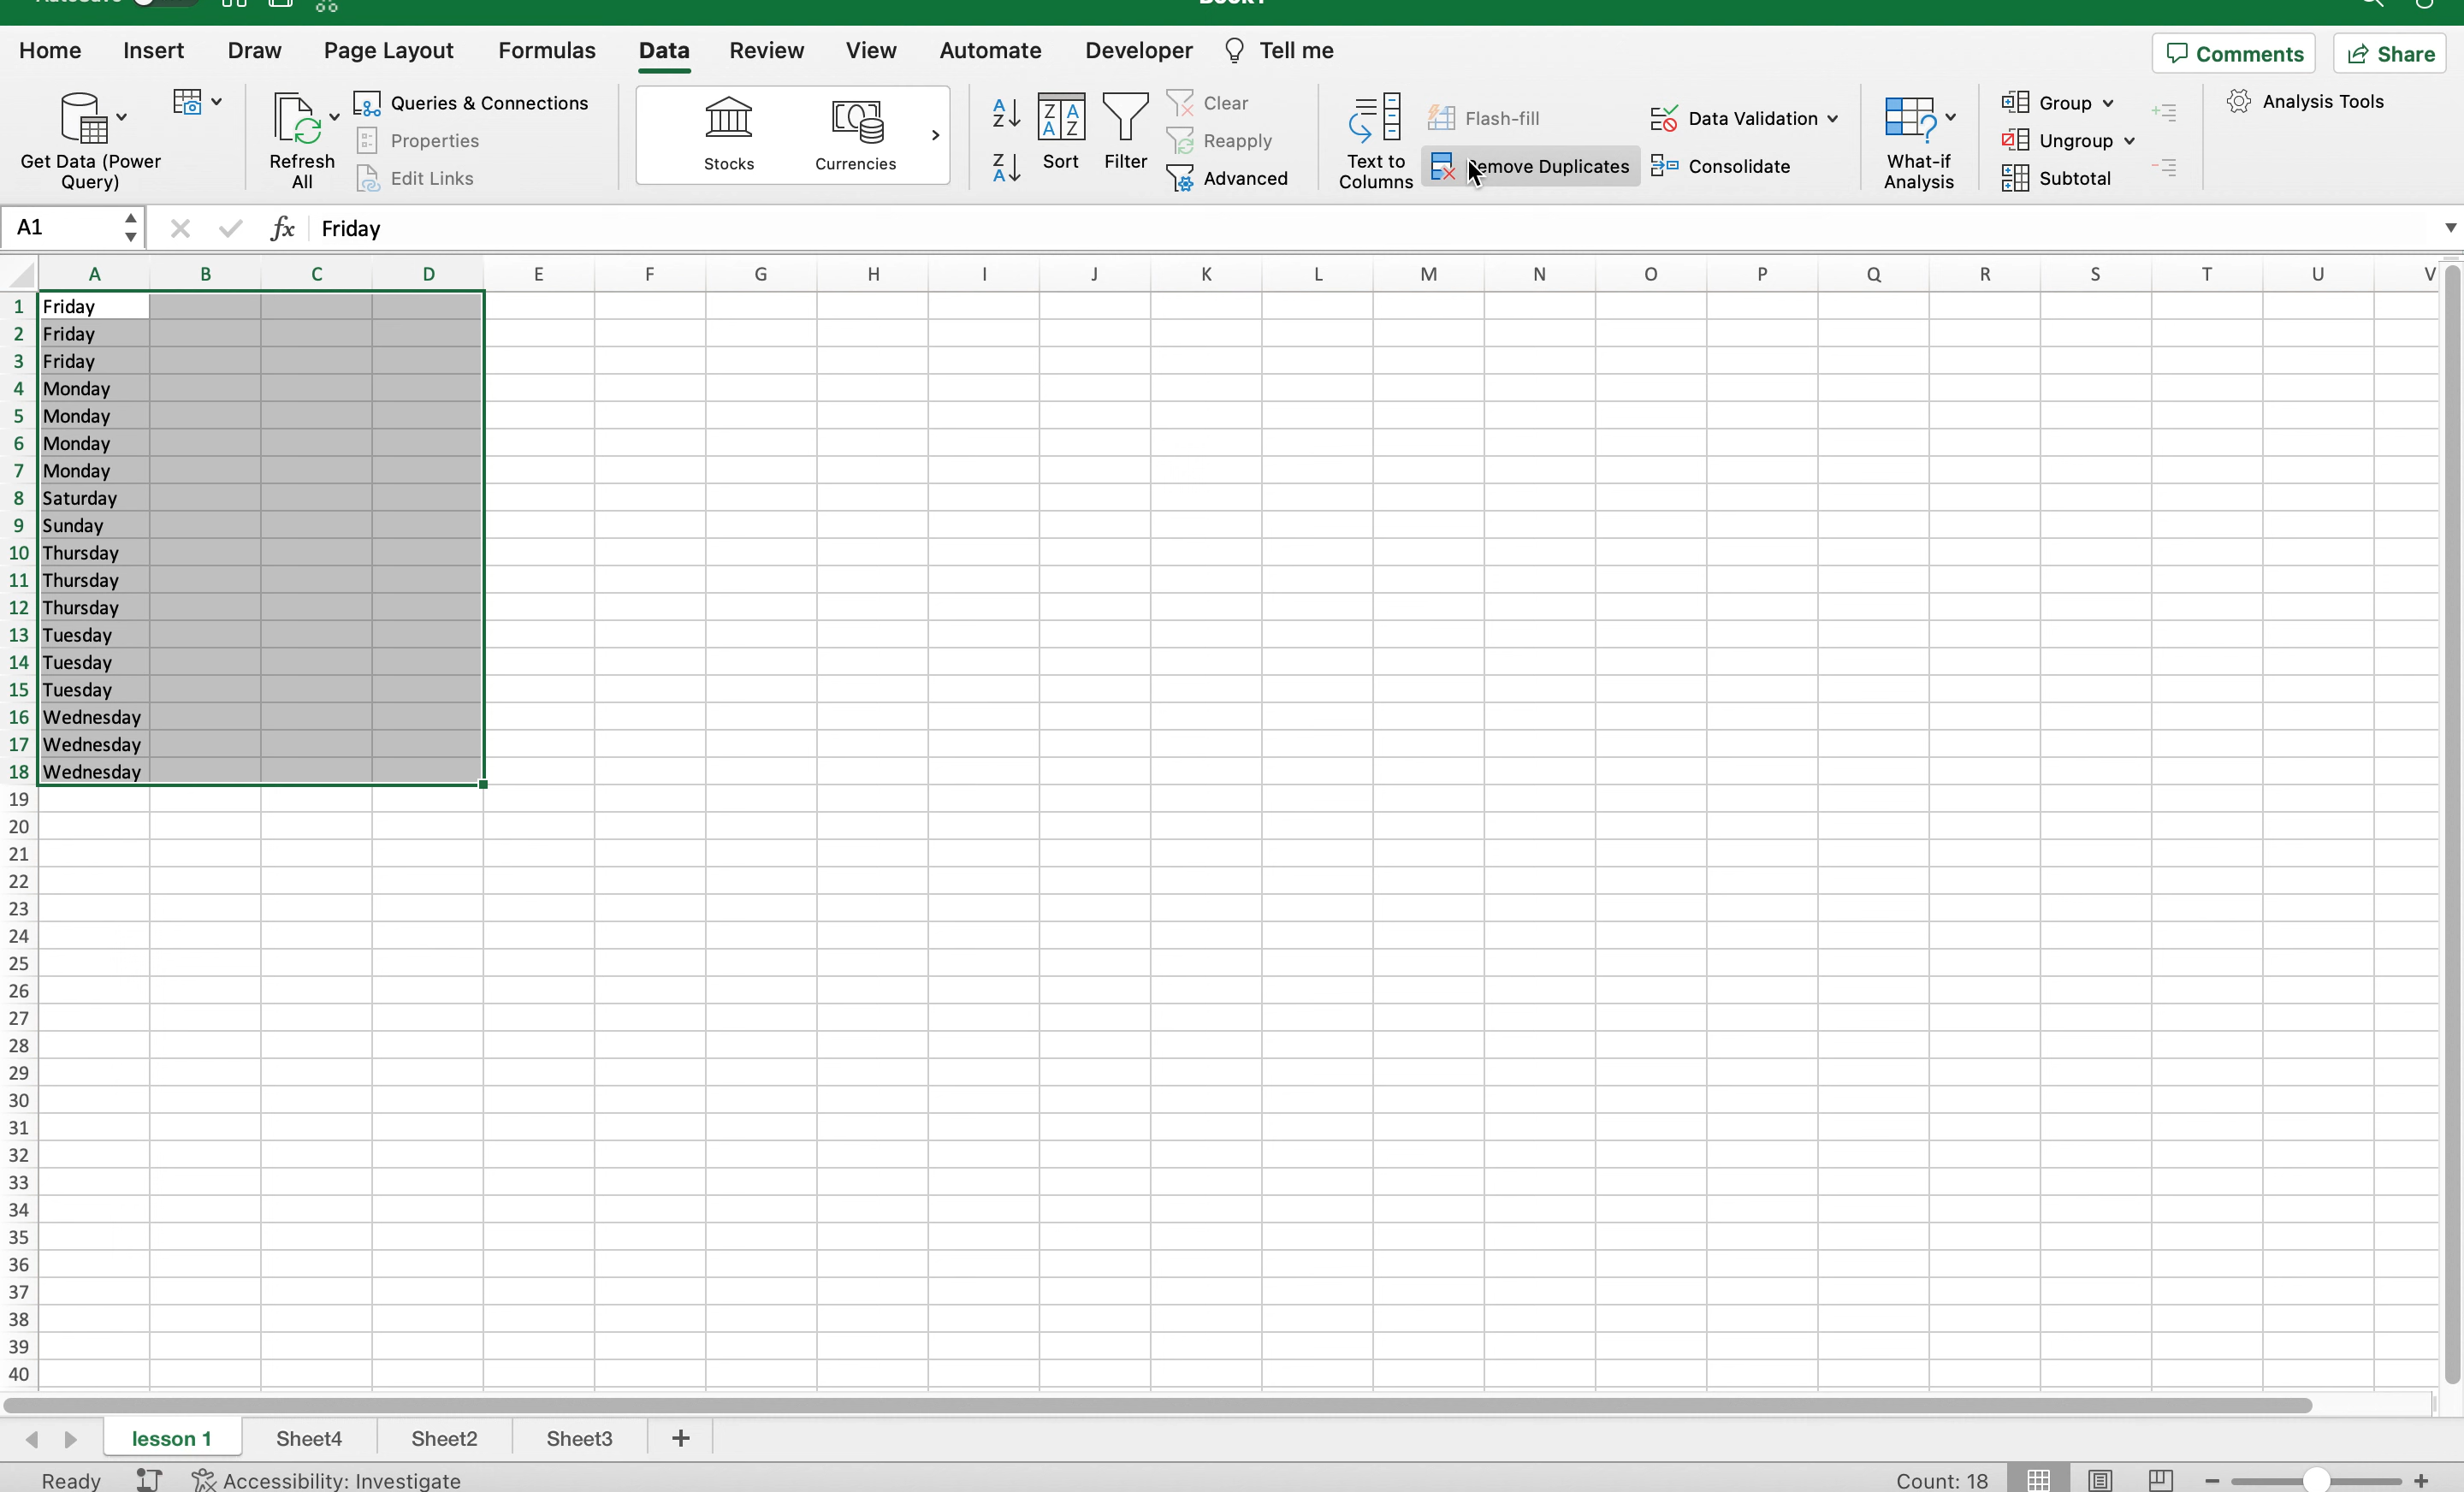 Home Insert Draw Page Layout Formulas Data Review View Automate Developer Tell me Comments Share
Get Data (Power Query)
Refresh All
Queries & Connections
Properties
Edit Links
Stocks
Currencies
Sort
Filter
Clear
Reapply
Advanced
Text to Columns
Flash-fill
Remove Duplicates
Data Validation
Consolidate
What-if Analysis
Group
Ungroup
Subtotal
Analysis Tools
A1 fx Friday
A B C D E F G H I J K L M N O P Q R S T U V
1 Friday
2 Friday
3 Friday
4 Monday
5 Monday
6 Monday
7 Monday
8 Saturday
9 Sunday
10 Thursday
11 Thursday
12 Thursday
13 Tuesday
14 Tuesday
15 Tuesday
16 Wednesday
17 Wednesday
18 Wednesday
19
20
21
22
23
24
25
26
27
28
29
30
31
32
33
34
35
36
37
38
39
40
lesson 1 Sheet4 Sheet2 Sheet3 +
Ready Accessibility: Investigate Count: 18